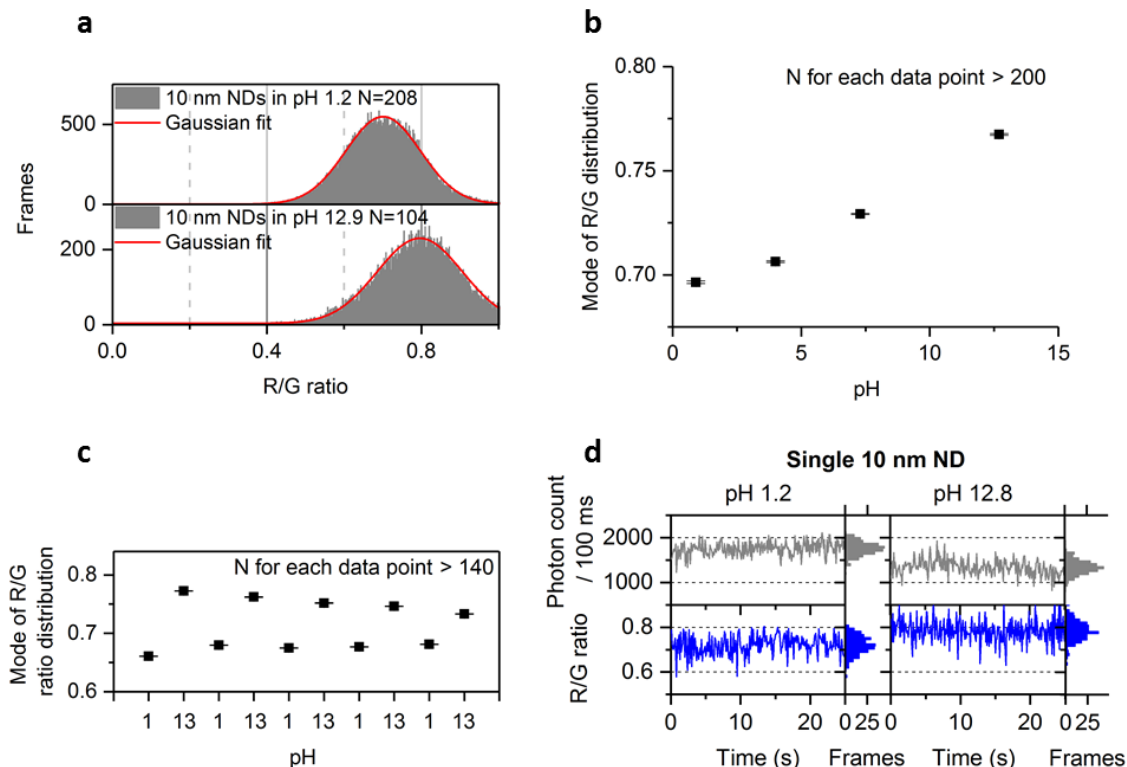 a
10 nm NDs in pH 1.2 N=208
Gaussian fit
500
0
10 nm NDs in pH 12.9 N=104
Gaussian fit
200
0
Frames
0.0 0.4 0.8
R/G ratio
b
N for each data point > 200
0.80
0.75
0.70
Mode of R/G distribution
0 5 10 15
pH
c
N for each data point > 140
0.8
0.7
0.6
Mode of R/G
ratio distribution
1 13 1 13 1 13 1 13 1 13
pH
d
Single 10 nm ND
pH 1.2 pH 12.8
Photon count
/ 100 ms
2000
1000
R/G ratio
0.8
0.6
0 10 20 0 25 0 10 20 0 25
Time (s) Frames Time (s) Frames